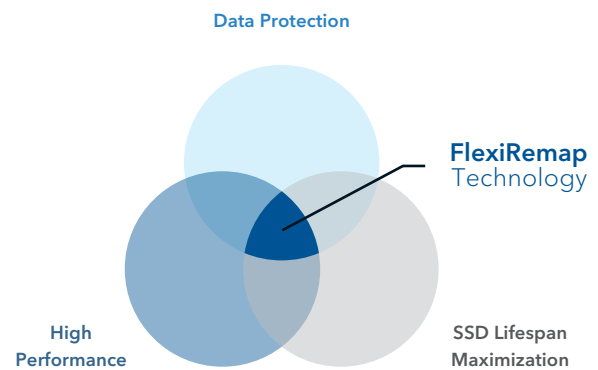 Data Protection
FlexiRemap
Technology
High
Performance
SSD Lifespan
Maximization